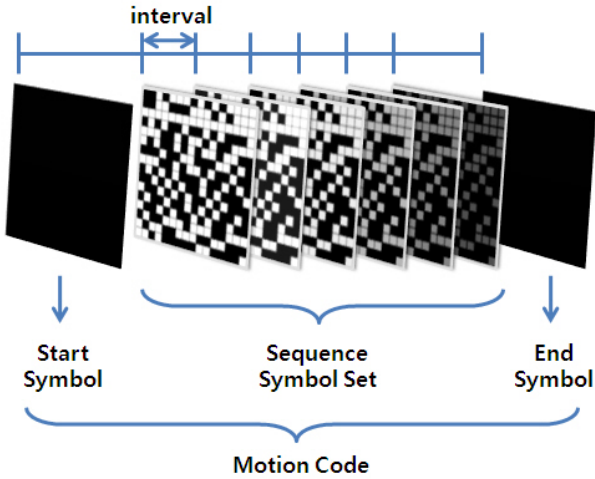 interval
Start
Symbol
Sequence
Symbol Set
End
Symbol
Motion Code